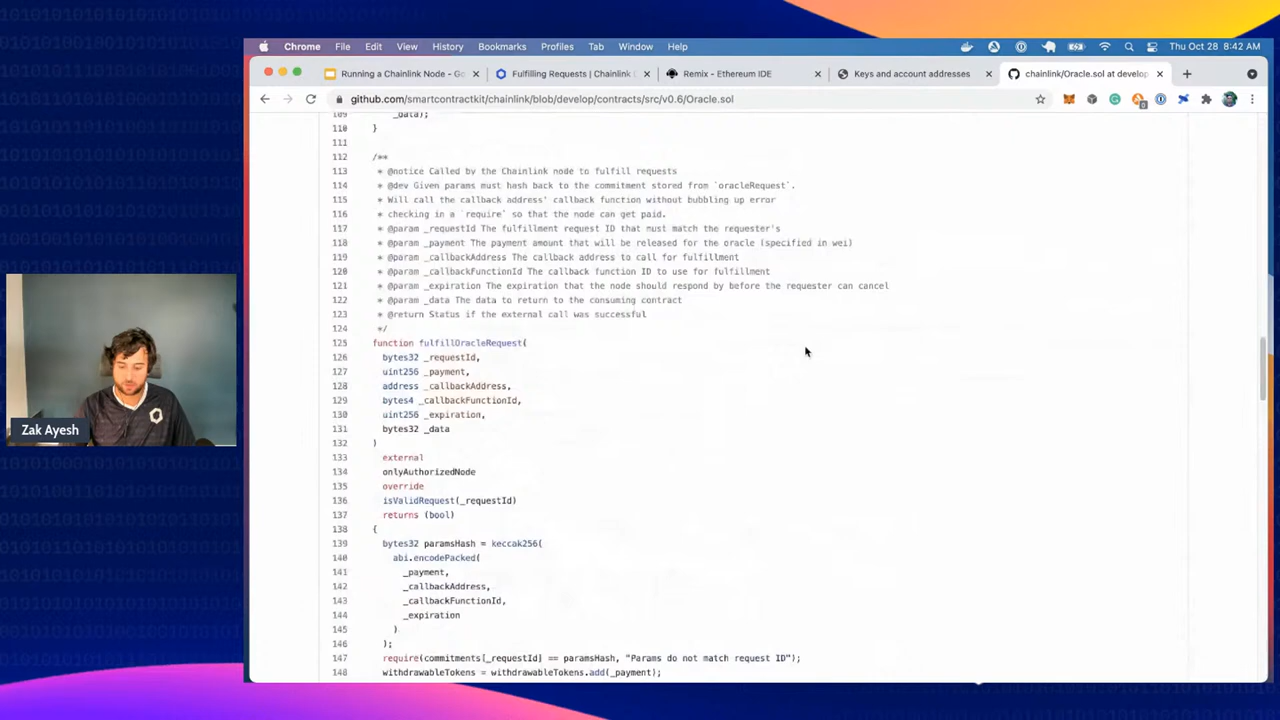 Chrome File Edit View History Bookmarks Profiles Tab Window Help Thu Oct 28 8:42 AM
Running a Chainlink Node - Go × Fulfilling Requests | Chainlink × Remix - Ethereum IDE × Keys and account addresses × chainlink/Oracle.sol at develop × +
github.com/smartcontractkit/chainlink/blob/develop/contracts/src/v0.6/Oracle.sol
109 _data);
110 }
111
112 /**
113 * @notice Called by the Chainlink node to fulfill requests
114 * @dev Given params must hash back to the commitment stored from `oracleRequest`.
115 * Will call the callback address' callback function without bubbling up error
116 * checking in a `require` so that the node can get paid.
117 * @param _requestId The fulfillment request ID that must match the requester's
118 * @param _payment The payment amount that will be released for the oracle (specified in wei)
119 * @param _callbackAddress The callback address to call for fulfillment
120 * @param _callbackFunctionId The callback function ID to use for fulfillment
121 * @param _expiration The expiration that the node should respond by before the requester can cancel
122 * @param _data The data to return to the consuming contract
123 * @return Status if the external call was successful
124 */
125 function fulfillOracleRequest(
126 bytes32 _requestId,
127 uint256 _payment,
128 address _callbackAddress,
129 bytes4 _callbackFunctionId,
130 uint256 _expiration,
131 bytes32 _data
132 )
133 external
134 onlyAuthorizedNode
135 override
136 isValidRequest(_requestId)
137 returns (bool)
138 {
139 bytes32 paramsHash = keccak256(
140 abi.encodePacked(
141 _payment,
142 _callbackAddress,
143 _callbackFunctionId,
144 _expiration
145 )
146 );
147 require(commitments[_requestId] == paramsHash, "Params do not match request ID");
148 withdrawableTokens = withdrawableTokens.add(_payment);
Zak Ayesh